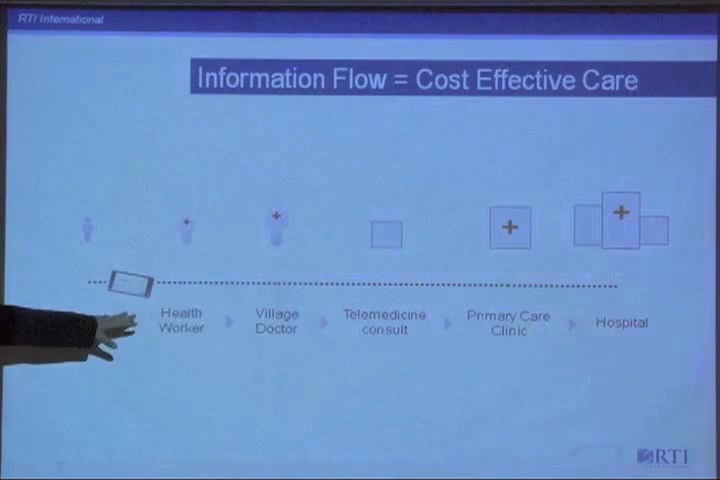 RTI International
Information Flow = Cost Effective Care
Health
Worker
Village
Doctor
Telemedicine
consult
Primary Care
Clinic
Hospital
RTI